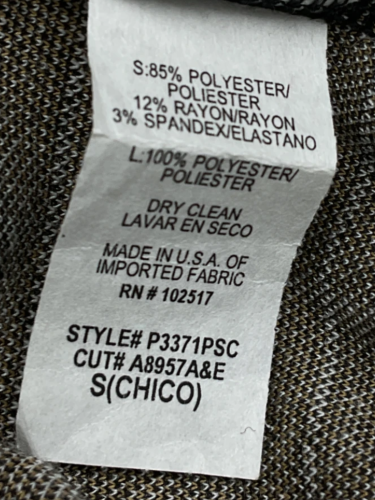 S:85% POLYESTER/
POLIESTER
12% RAYON/RAYON
3% SPANDEX/ELASTANO
L:100% POLYESTER/
POLIESTER
DRY CLEAN
LAVAR EN SECO
MADE IN U.S.A. OF
IMPORTED FABRIC
RN # 102517
STYLE# P3371PSC
CUT# A8957A&E
S(CHICO)